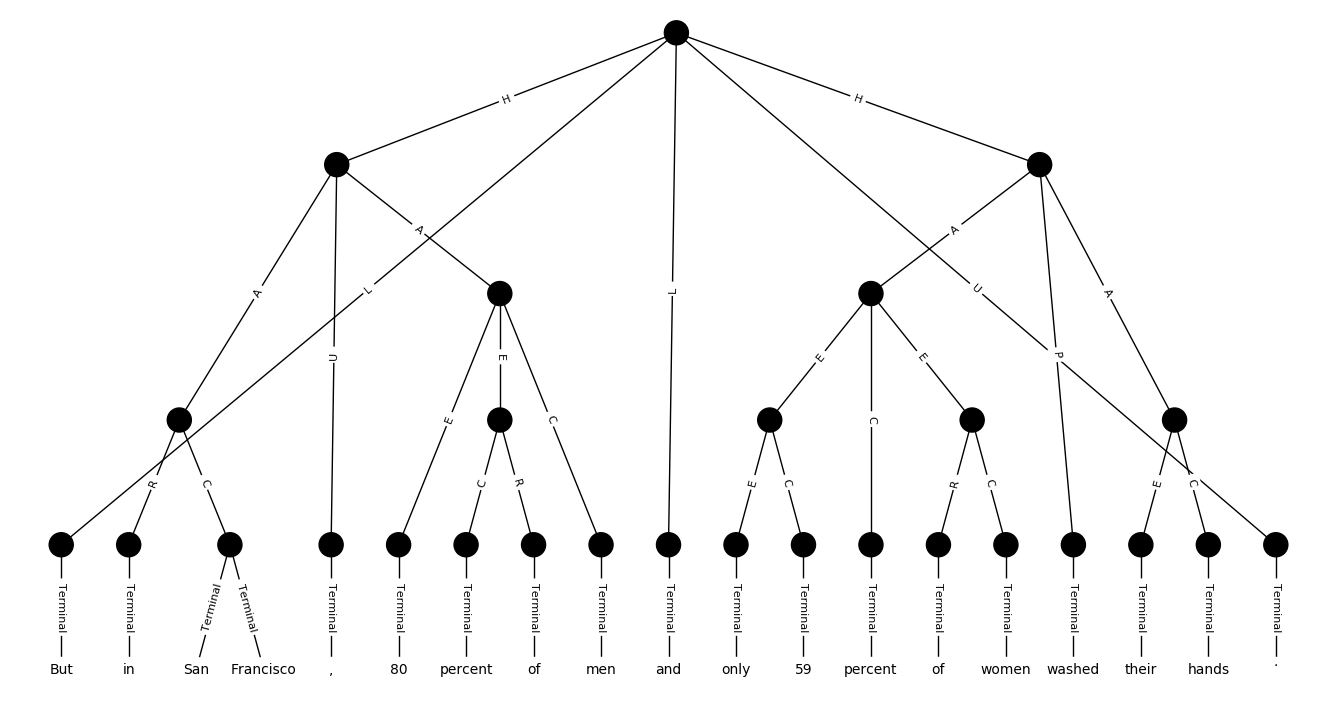 H H
A A A
L L U
A U P
E E
E C E C
R C C R E C R C E C
Terminal Terminal Terminal Terminal Terminal Terminal Terminal Terminal Terminal Terminal Terminal Terminal Terminal Terminal Terminal Terminal Terminal Terminal Terminal
But in San Francisco , 80 percent of men and only 59 percent of women washed their hands .